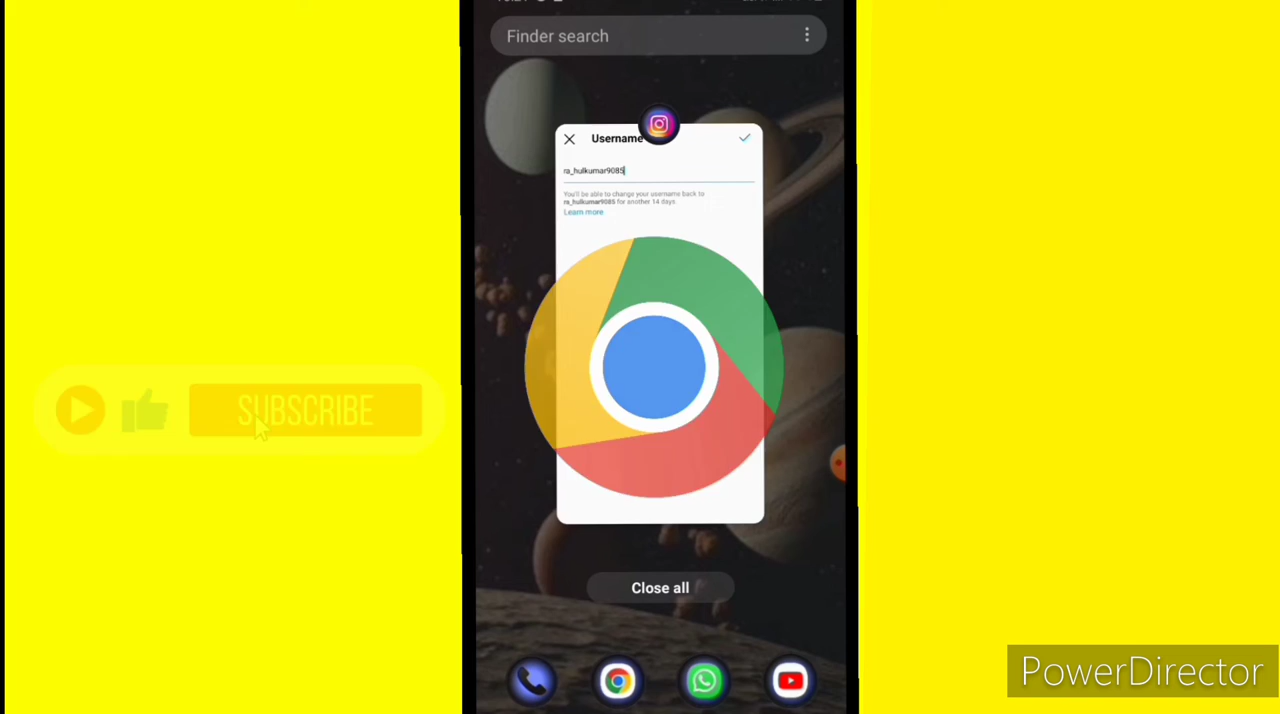 Finder search
Username
ra_hulkumar9085
You'll be able to change your username back to
ra_hulkumar9085 for another 14 days
Learn more
SUBSCRIBE
Close all
PowerDirector